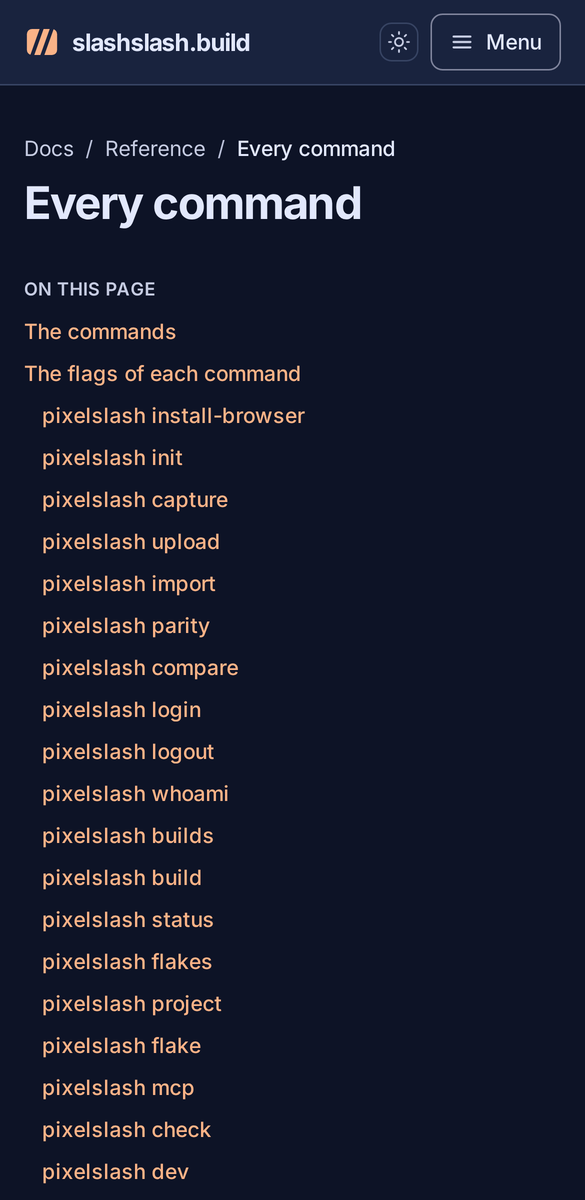 slashslash.build
Menu
Docs / Reference / Every command
Every command
ON THIS PAGE
The commands
The flags of each command
pixelslash install-browser
pixelslash init
pixelslash capture
pixelslash upload
pixelslash import
pixelslash parity
pixelslash compare
pixelslash login
pixelslash logout
pixelslash whoami
pixelslash builds
pixelslash build
pixelslash status
pixelslash flakes
pixelslash project
pixelslash flake
pixelslash mcp
pixelslash check
pixelslash dev